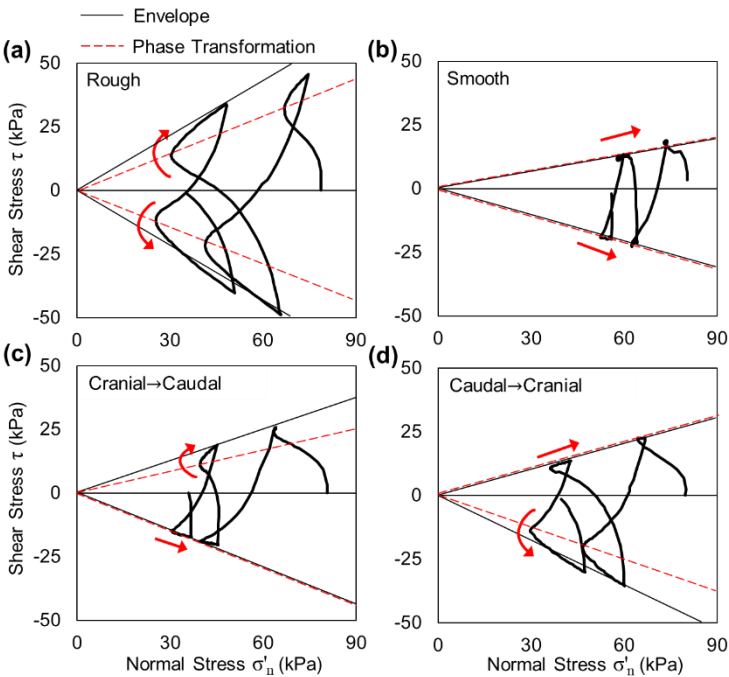 Envelope
Phase Transformation
(a)
(b)
Rough
Smooth
50
25
0
-25
-50
50
25
0
-25
-50
Shear Stress τ (kPa)
0
30
60
90
0
30
60
90
(c)
(d)
Cranial→Caudal
Caudal→Cranial
50
25
0
-25
-50
50
25
0
-25
-50
Shear Stress τ (kPa)
0
30
60
90
0
30
60
90
Normal Stress σ'n (kPa)
Normal Stress σ'n (kPa)